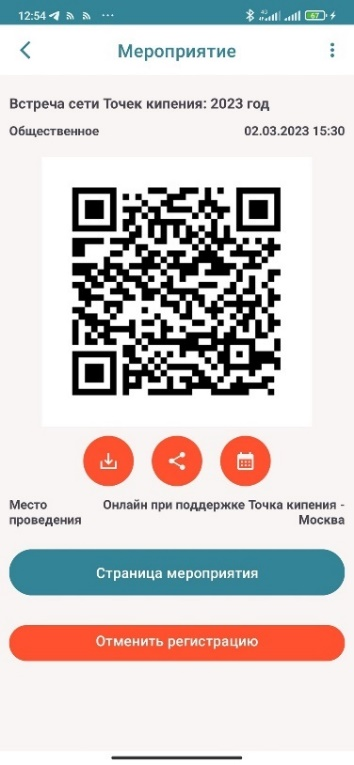 12:54
4G
67
Мероприятие
Встреча сети Точек кипения: 2023 год
Общественное 02.03.2023 15:30
Место проведения
Онлайн при поддержке Точка кипения - Москва
Страница мероприятия
Отменить регистрацию